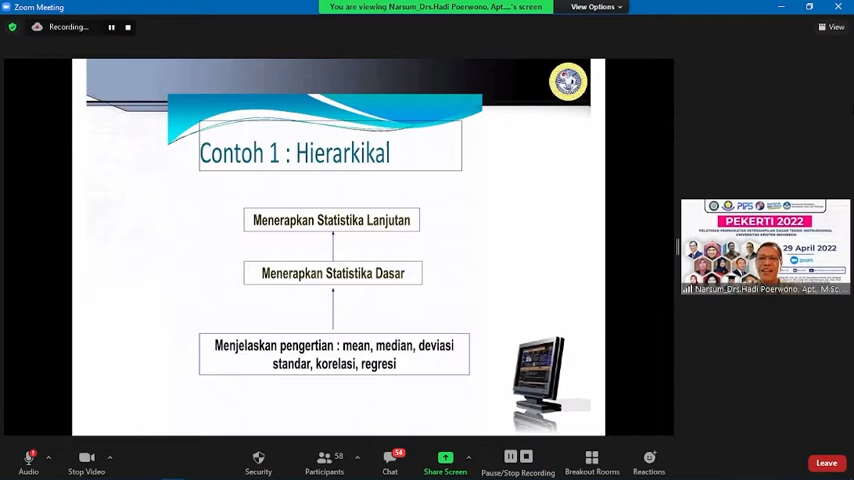 Zoom Meeting
You are viewing Narsum_Drs.Hadi Poerwono, Apt....'s screen
View Options
Recording...
View
Contoh 1 : Hierarkikal
Menerapkan Statistika Lanjutan
Menerapkan Statistika Dasar
Menjelaskan pengertian : mean, median, deviasi
standar, korelasi, regresi
PIPS
PEKERTI 2022
PELATIHAN PENINGKATAN KETERAMPILAN DASAR TEKNIK INSTRUKSIONAL
UNIVERSITAS KRISTEN INDONESIA
29 April 2022
zoom
Narsum_Drs.Hadi Poerwono, Apt., M.Sc....
Audio
Stop Video
Security
58
Participants
54
Chat
Share Screen
Pause/Stop Recording
Breakout Rooms
Reactions
Leave